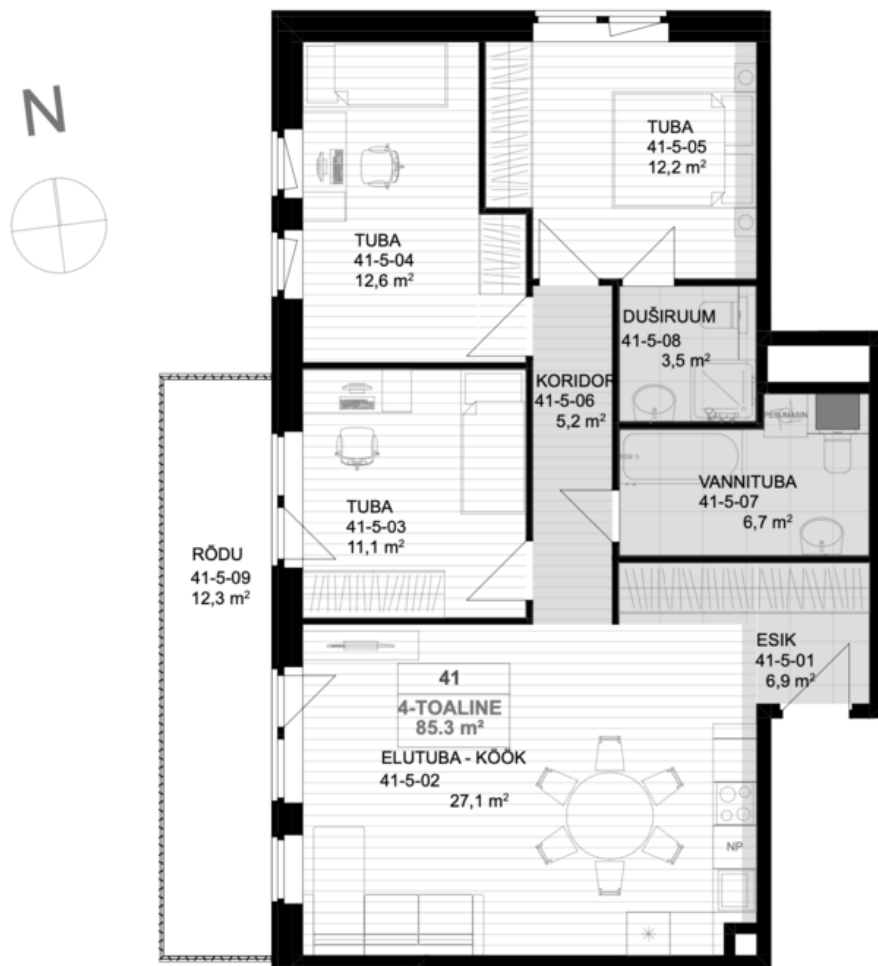 N
TUBA
41-5-05
12,2 m²
TUBA
41-5-04
12,6 m²
DUŠIRUUM
41-5-08
3,5 m²
KORIDOR
41-5-06
5,2 m²
PESUMASIN
VANNITUBA
41-5-07
6,7 m²
TUBA
41-5-03
11,1 m²
RÕDU
41-5-09
12,3 m²
ESIK
41-5-01
6,9 m²
41
4-TOALINE
85.3 m²
ELUTUBA - KÖÖK
41-5-02
27,1 m²
NP